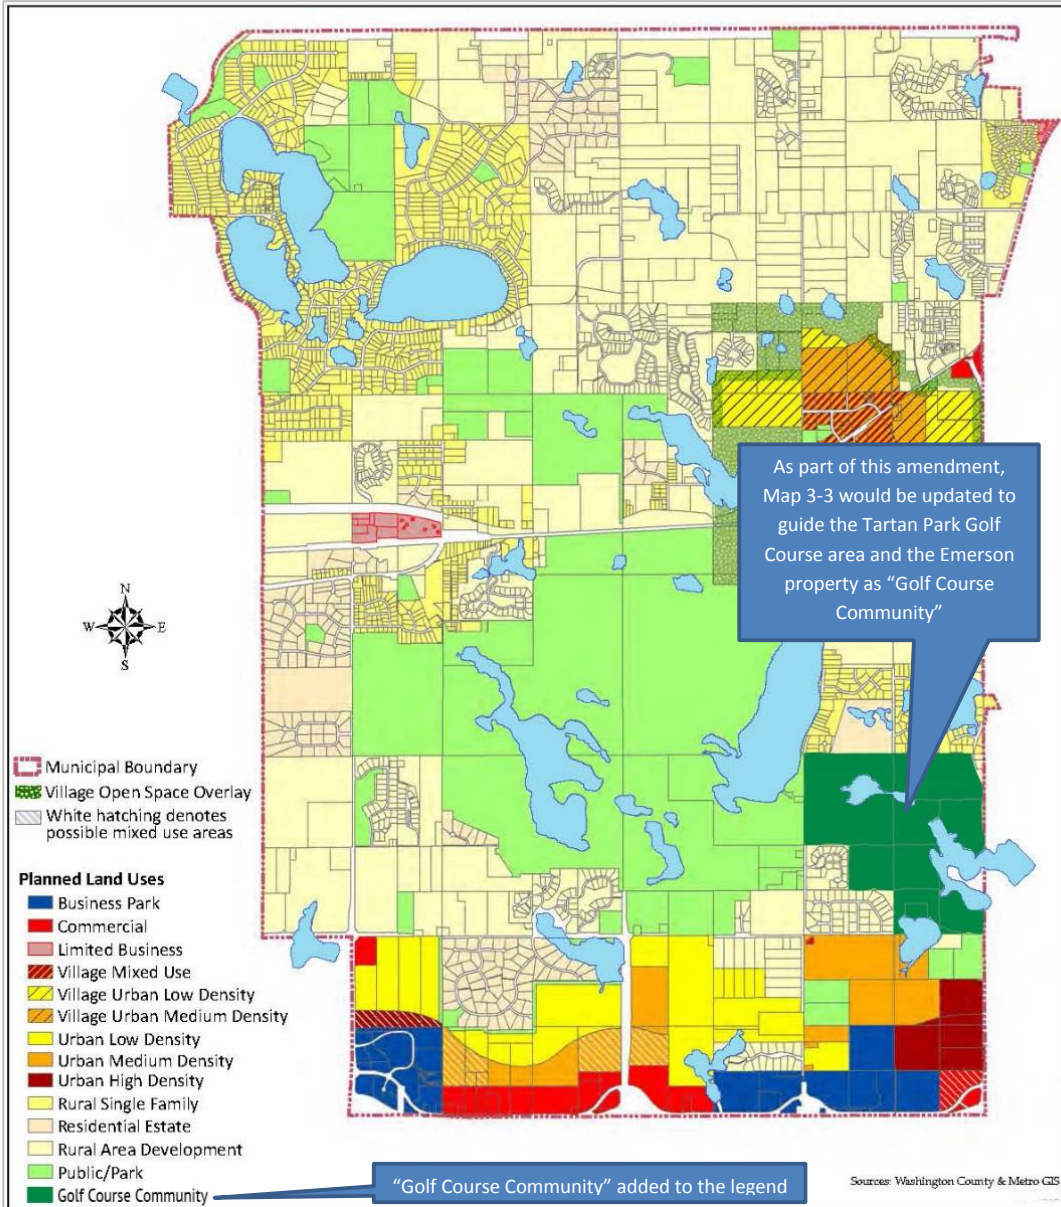 As part of this amendment,
Map 3-3 would be updated to
guide the Tartan Park Golf
Course area and the Emerson
property as “Golf Course
Community”
N
W
E
S
Municipal Boundary
Village Open Space Overlay
White hatching denotes
possible mixed use areas
Planned Land Uses
Business Park
Commercial
Limited Business
Village Mixed Use
Village Urban Low Density
Village Urban Medium Density
Urban Low Density
Urban Medium Density
Urban High Density
Rural Single Family
Residential Estate
Rural Area Development
Public/Park
Golf Course Community
“Golf Course Community” added to the legend
Sources: Washington County & Metro GIS